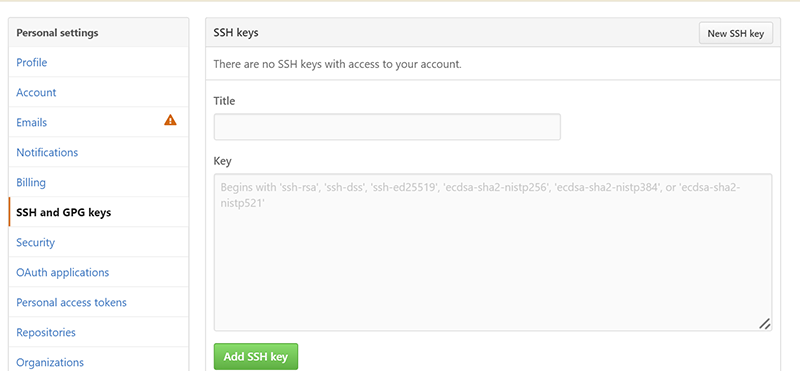 Personal settings
Profile
Account
Emails
Notifications
Billing
SSH and GPG keys
Security
OAuth applications
Personal access tokens
Repositories
Organizations
SSH keys
New SSH key
There are no SSH keys with access to your account.
Title
Key
Begins with 'ssh-rsa', 'ssh-dss', 'ssh-ed25519', 'ecdsa-sha2-nistp256', 'ecdsa-sha2-nistp384', or 'ecdsa-sha2-
nistp521'
Add SSH key